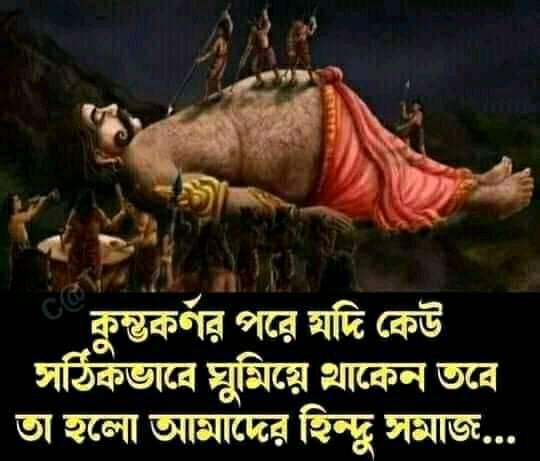 কুম্ভকর্ণর পরে যদি কেউ
সঠিকভাবে ঘুমিয়ে থাকেন তবে
তা হলো আমাদের হিন্দু সমাজ...